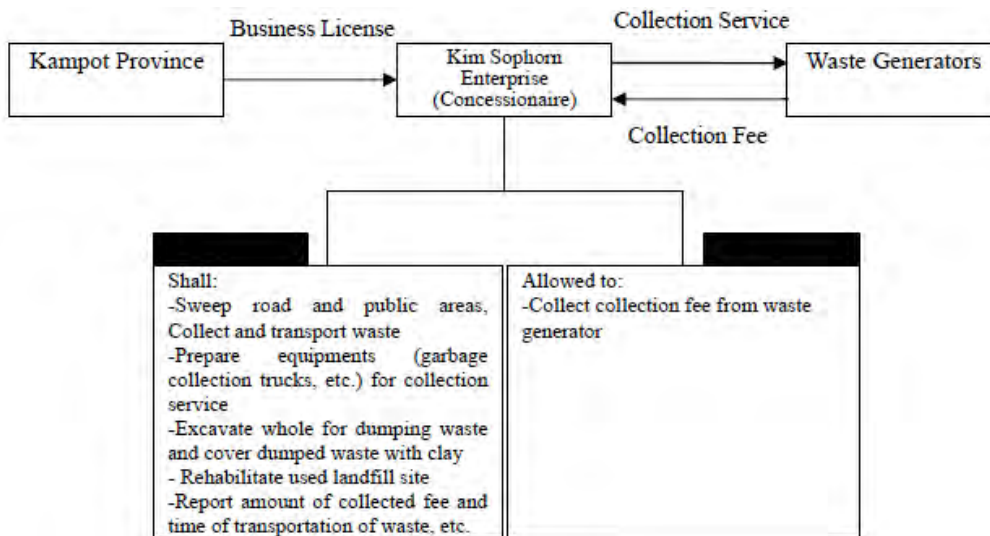 Business License
Collection Service
Kampot Province
Kim Sophorn
Enterprise
(Concessionaire)
Waste Generators
Collection Fee
Shall:
-Sweep road and public areas,
Collect and transport waste
-Prepare equipments (garbage
collection trucks, etc.) for collection
service
-Excavate whole for dumping waste
and cover dumped waste with clay
- Rehabilitate used landfill site
-Report amount of collected fee and
time of transportation of waste, etc.
Allowed to:
-Collect collection fee from waste
generator